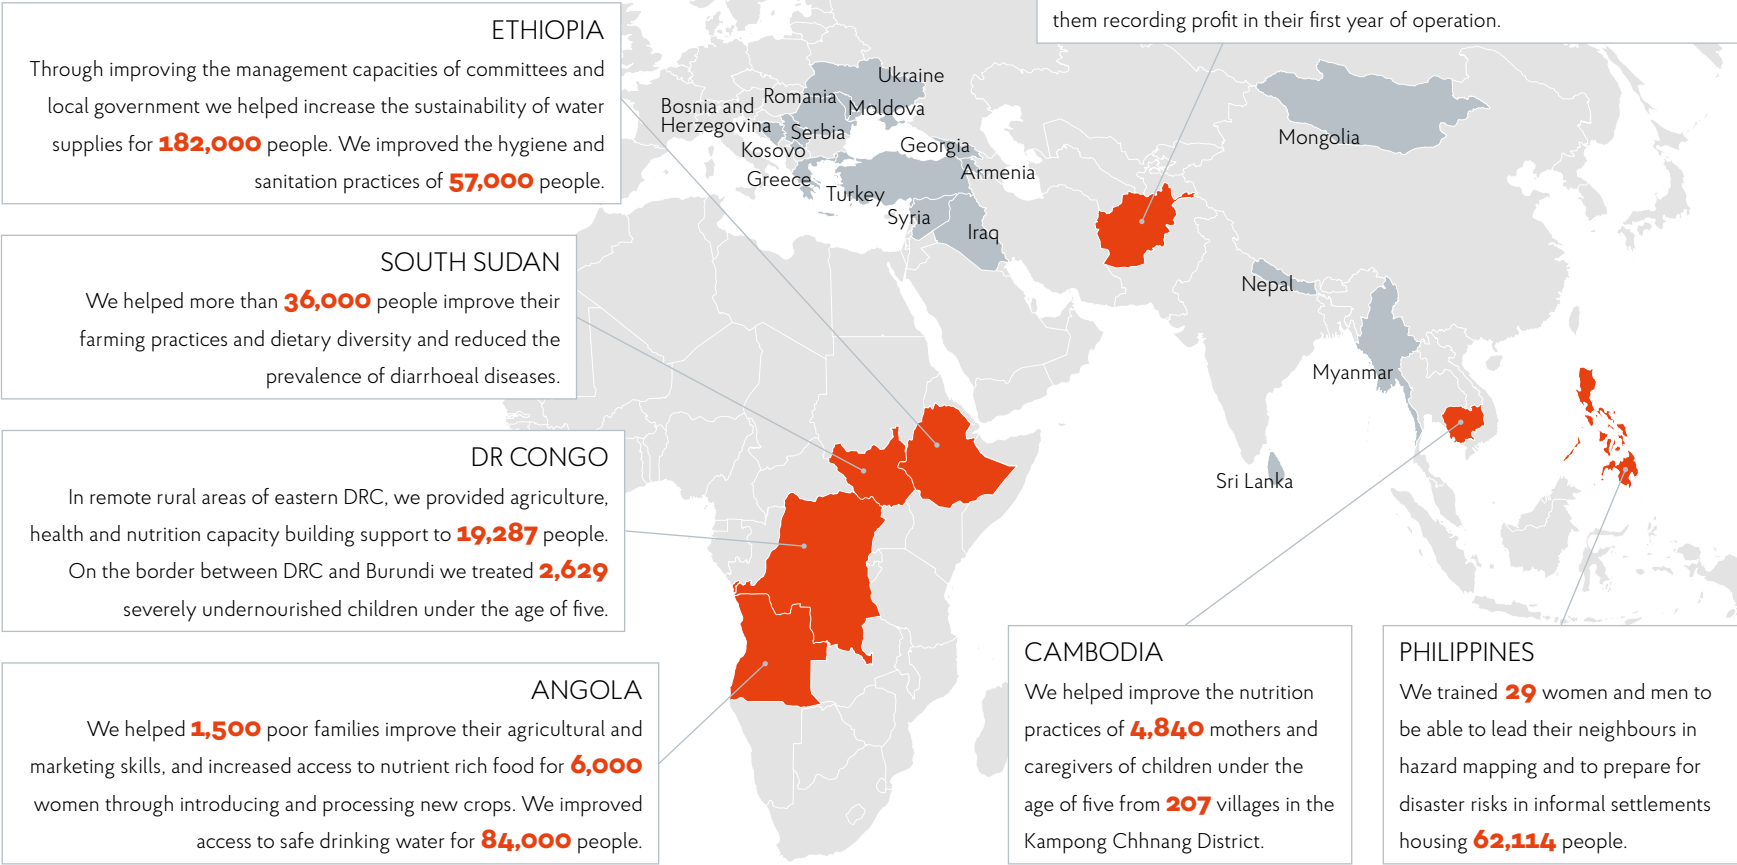 them recording profit in their first year of operation.
ETHIOPIA
Through improving the management capacities of committees and
local government we helped increase the sustainability of water
supplies for 182,000 people. We improved the hygiene and
sanitation practices of 57,000 people.
SOUTH SUDAN
We helped more than 36,000 people improve their
farming practices and dietary diversity and reduced the
prevalence of diarrhoeal diseases.
DR CONGO
In remote rural areas of eastern DRC, we provided agriculture,
health and nutrition capacity building support to 19,287 people.
On the border between DRC and Burundi we treated 2,629
severely undernourished children under the age of five.
ANGOLA
We helped 1,500 poor families improve their agricultural and
marketing skills, and increased access to nutrient rich food for 6,000
women through introducing and processing new crops. We improved
access to safe drinking water for 84,000 people.
Ukraine
Romania
Moldova
Bosnia and
Herzegovina
Serbia
Kosovo
Georgia
Greece
Armenia
Turkey
Syria
Iraq
Mongolia
Nepal
Myanmar
Sri Lanka
CAMBODIA
We helped improve the nutrition
practices of 4,840 mothers and
caregivers of children under the
age of five from 207 villages in the
Kampong Chhnang District.
PHILIPPINES
We trained 29 women and men to
be able to lead their neighbours in
hazard mapping and to prepare for
disaster risks in informal settlements
housing 62,114 people.